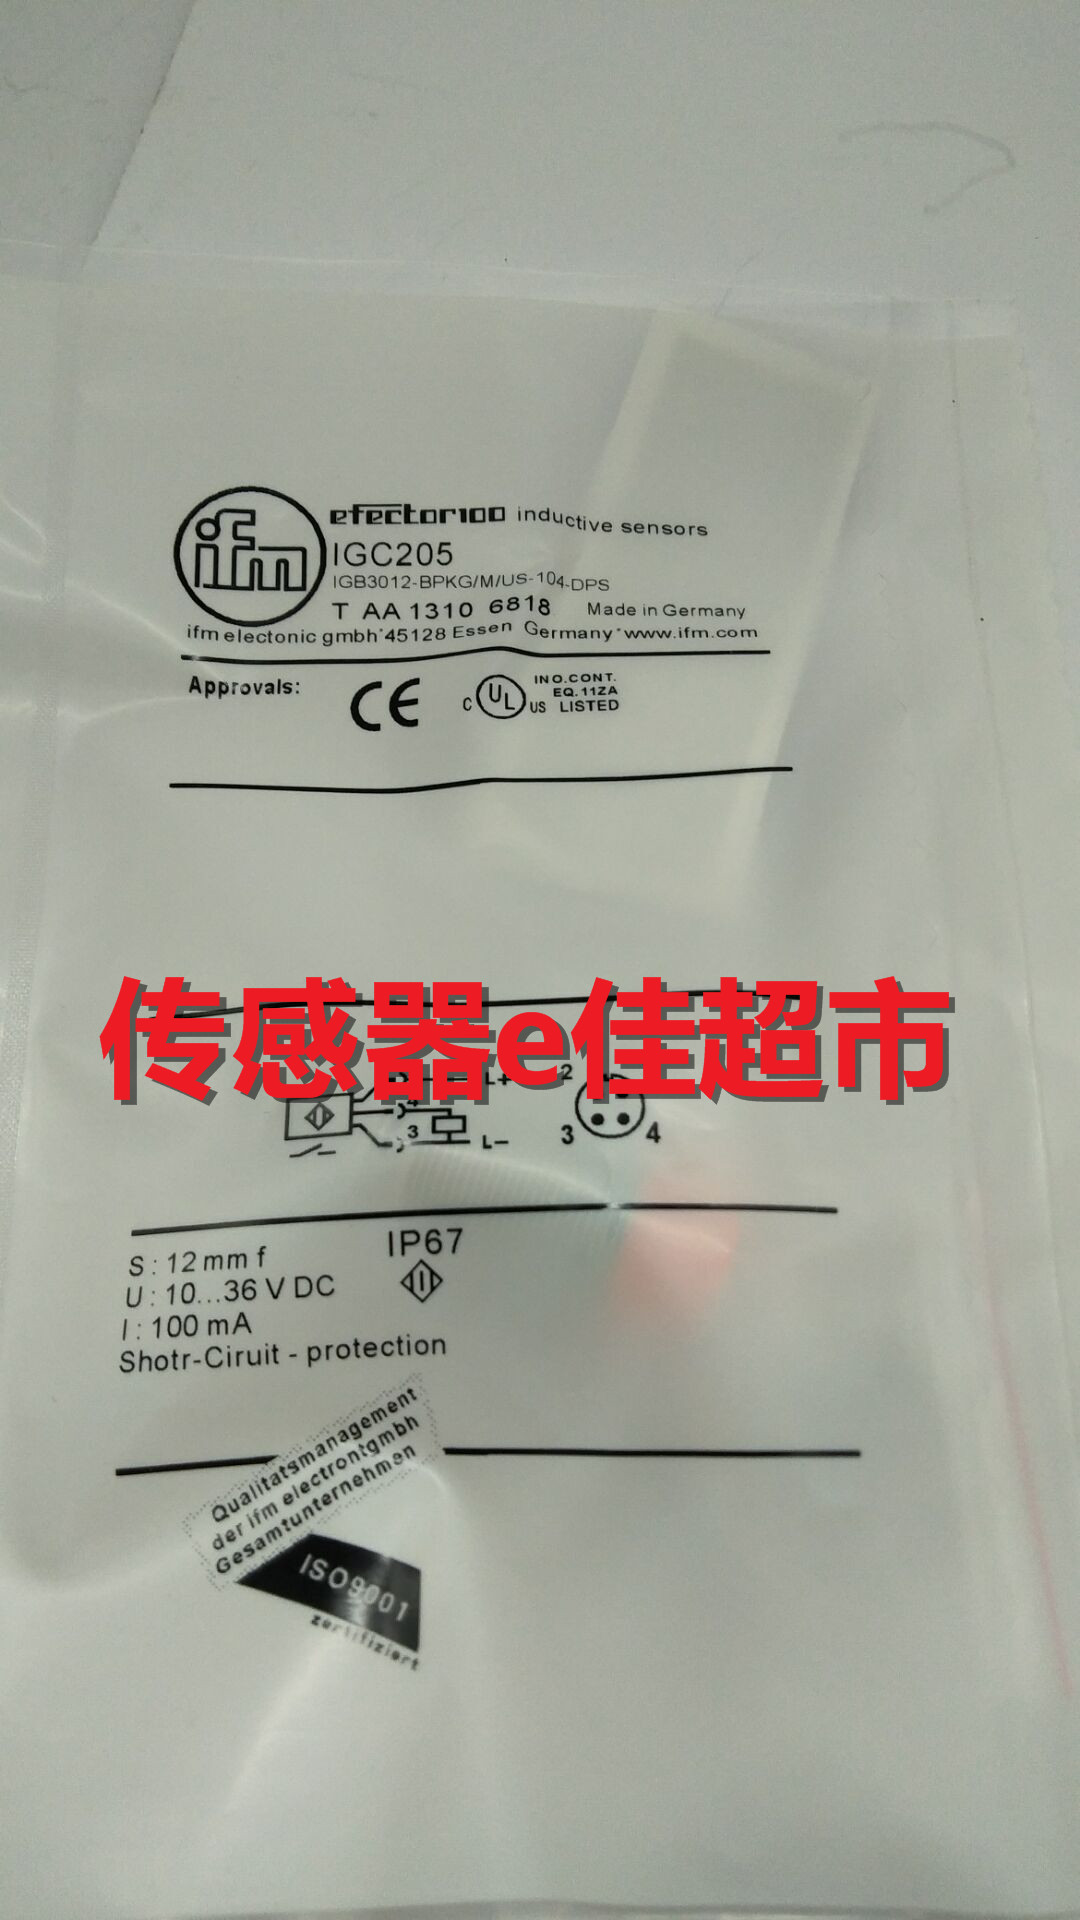 ifm
efector100 inductive sensors
IGC205
IGB3012-BPKG/M/US-104-DPS
T AA 1310 6818 Made in Germany
ifm electonic gmbh*45128 Essen Germany*www.ifm.com
Approvals:
CE
C UL US
INO.CONT.
EQ.11ZA
LISTED
传感器e佳超市
L+
2
4
3
L-
3
4
IP67
S : 12 mm f
U : 10...36 V DC
I : 100 mA
Shotr-Ciruit - protection
Qualitatsmanagement
der ifm electrontgmbh
Gesamtunternehmen
ISO9001
zertifiziert